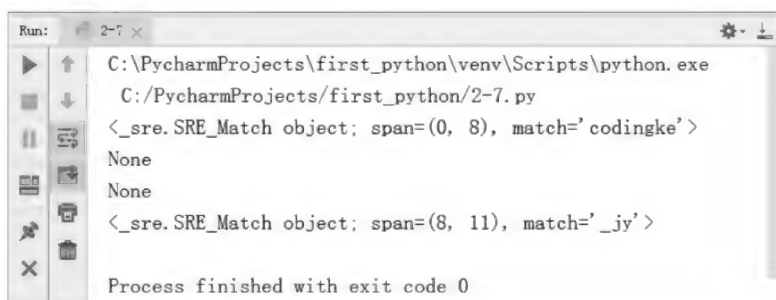 Run: 2-7
C:\PycharmProjects\first_python\venv\Scripts\python.exe
C:/PycharmProjects/first_python/2-7.py
<_sre.SRE_Match object; span=(0, 8), match='codingke'>
None
None
<_sre.SRE_Match object; span=(8, 11), match='_jy'>
Process finished with exit code 0